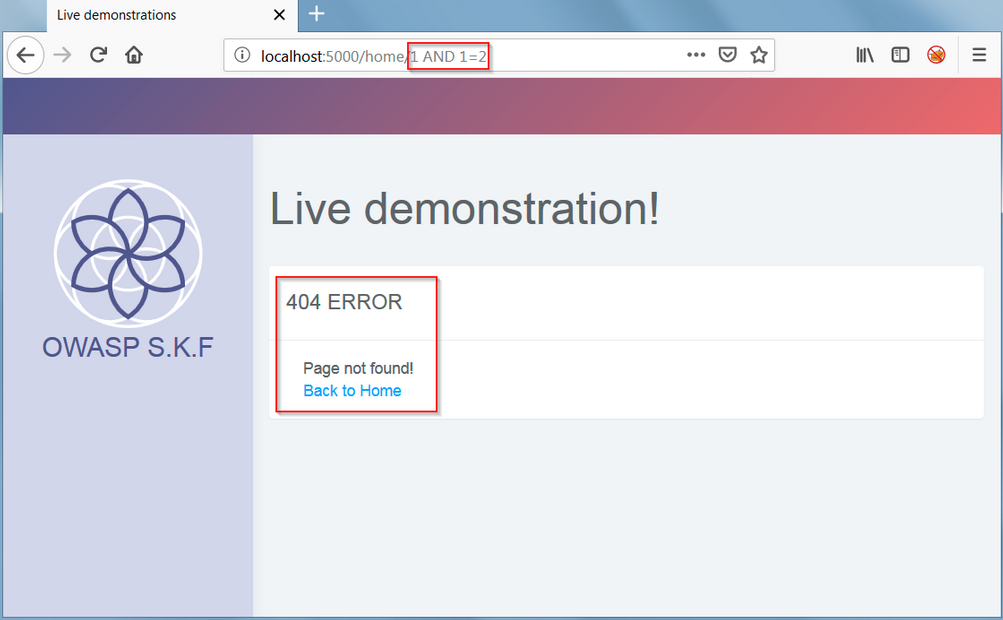 Live demonstrations
localhost:5000/home/1 AND 1=2
Live demonstration!
OWASP S.K.F
404 ERROR
Page not found!
Back to Home